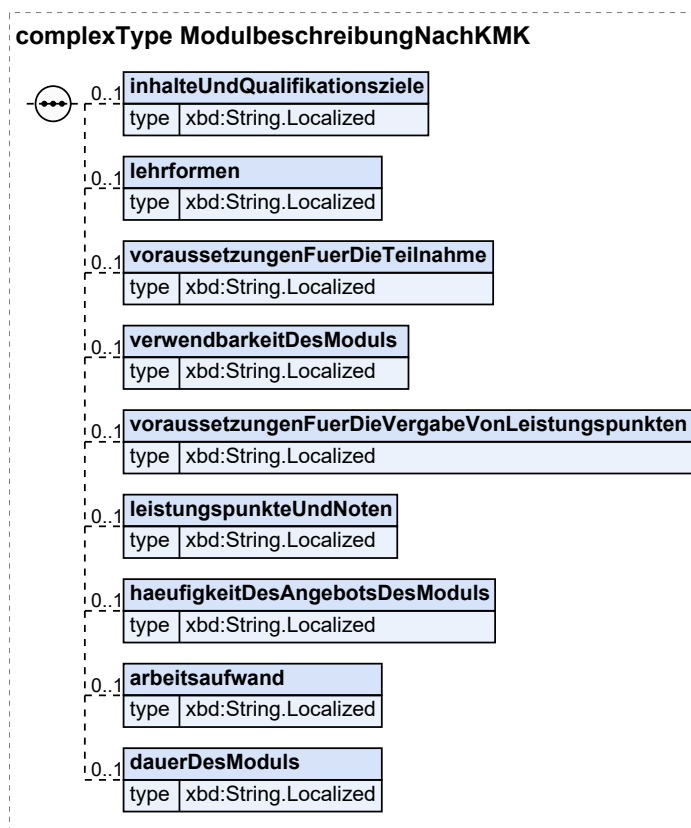 complexType ModulbeschreibungNachKMK
0..1 inhalteUndQualifikationsziele
type xbd:String.Localized
0..1 lehrformen
type xbd:String.Localized
0..1 voraussetzungenFuerDieTeilnahme
type xbd:String.Localized
0..1 verwendbarkeitDesModuls
type xbd:String.Localized
0..1 voraussetzungenFuerDieVergabeVonLeistungspunkten
type xbd:String.Localized
0..1 leistungspunkteUndNoten
type xbd:String.Localized
0..1 haeufigkeitDesAngebotsDesModuls
type xbd:String.Localized
0..1 arbeitsaufwand
type xbd:String.Localized
0..1 dauerDesModuls
type xbd:String.Localized